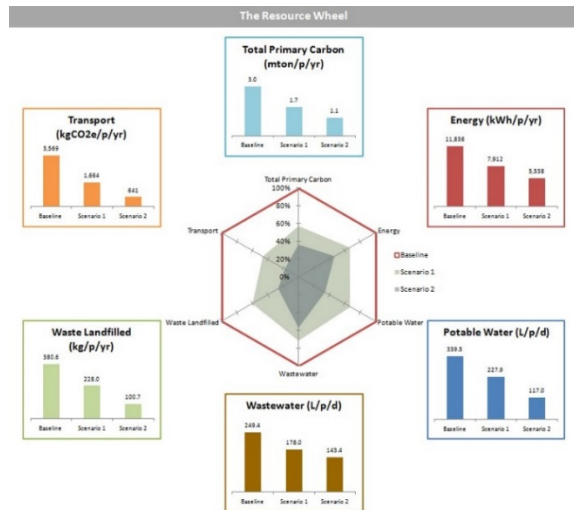 The Resource Wheel
Total Primary Carbon
(mton/p/yr)
3.0
1.7
1.1
Baseline Scenario 1 Scenario 2
Transport
(kgCO2e/p/yr)
3,569
1,664
641
Baseline Scenario 1 Scenario 2
Energy (kWh/p/yr)
11,836
7,912
5,338
Baseline Scenario 1 Scenario 2
Total Primary Carbon
100%
80%
60%
40%
20%
0%
Transport
Energy
Waste Landfilled
Potable Water
Wastewater
Baseline
Scenario 1
Scenario 2
Waste Landfilled
(kg/p/yr)
380.6
228.0
100.7
Baseline Scenario 1 Scenario 2
Potable Water (L/p/d)
339.5
227.9
117.0
Baseline Scenario 1 Scenario 2
Wastewater (L/p/d)
249.4
178.0
143.4
Baseline Scenario 1 Scenario 2